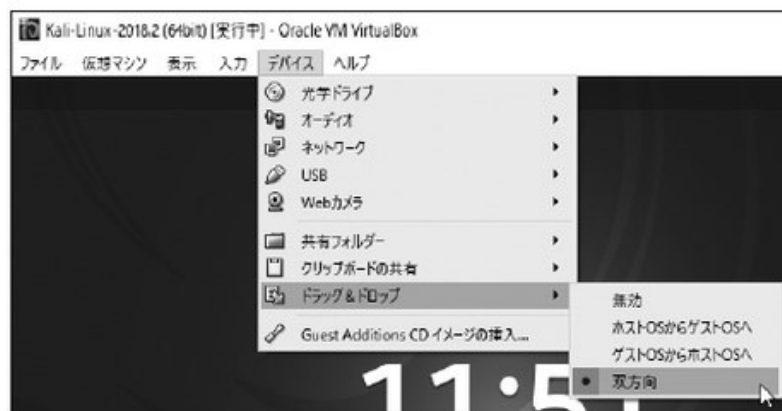 Kali-Linux-2018.2 (64bit) [実行中] - Oracle VM VirtualBox
ファイル 仮想マシン 表示 入力 デバイス ヘルプ
光学ドライブ
オーディオ
ネットワーク
USB
Webカメラ
共有フォルダー
クリップボードの共有
ドラッグ&ドロップ
無効
ホストOSからゲストOSへ
ゲストOSからホストOSへ
双方向
Guest Additions CD イメージの挿入...